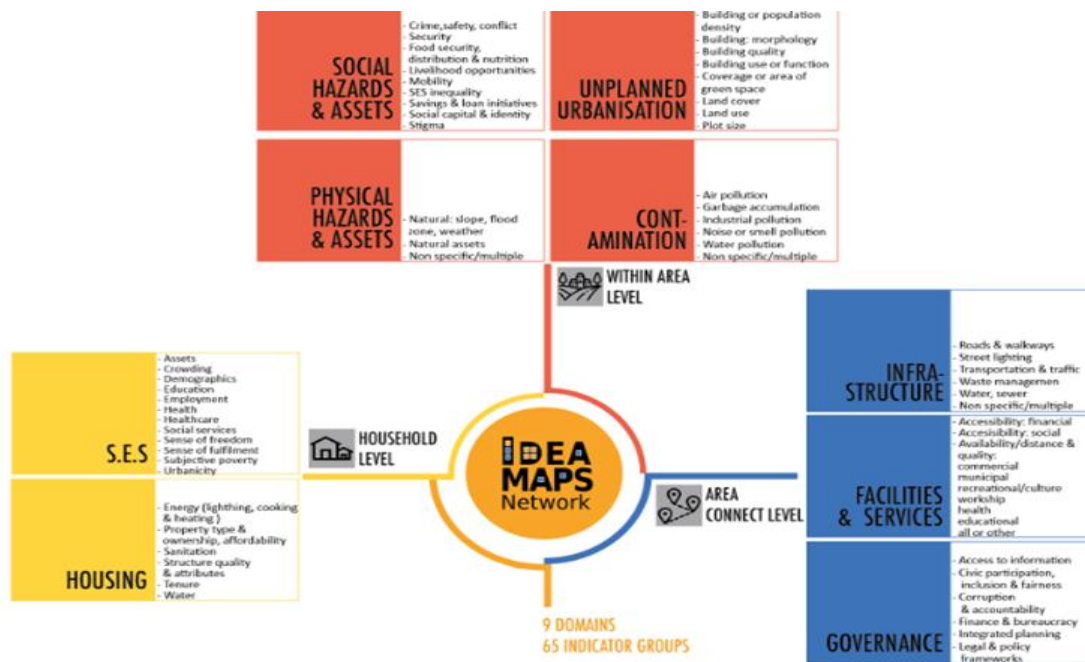 - Crime,safety, conflict
- Security
- Food security,
distribution & nutrition
- Livelihood opportunities
- Mobility
- SES inequality
- Savings & loan initiatives
- Social capital & identity
- Stigma
SOCIAL
HAZARDS
& ASSETS
- Building or population
density
- Building: morphology
- Building quality
- Building use or function
- Coverage or area of
green space
- Land cover
- Land use
- Plot size
UNPLANNED
URBANISATION
PHYSICAL
HAZARDS
& ASSETS
- Natural: slope, flood
zone, weather
- Natural assets
- Non specific/multiple
CONT-
AMINATION
- Air pollution
- Garbage accumulation
- Industrial pollution
- Noise or smell pollution
- Water pollution
- Non specific/multiple
WITHIN AREA
LEVEL
S.E.S
- Assets
- Crowding
- Demographics
- Education
- Employment
- Health
- Healthcare
- Social services
- Sense of freedom
- Sense of fulfilment
- Subjective poverty
- Urbanicity
HOUSEHOLD
LEVEL
HOUSING
- Energy (lighthing, cooking
& heating )
- Property type &
ownership, affordability
- Sanitation
- Structure quality
& attributes
- Tenure
- Water
IDEA
MAPS
Network
AREA
CONNECT LEVEL
INFRA-
STRUCTURE
- Roads & walkways
- Street lighting
- Transportation & traffic
- Waste managemen
- Water, sewer
- Non specific/multiple
FACILITIES
& SERVICES
- Accessibility: financial
- Accesisibility: social
- Availability/distance &
quality:
commercial
municipal
recreational/culture
workship
health
educational
all or other
GOVERNANCE
- Access to information
- Civic participation,
inclusion & fairness
- Corruption
& accountability
- Finance & bureaucracy
- Integrated planning
- Legal & policy
frameworks
9 DOMAINS
65 INDICATOR GROUPS